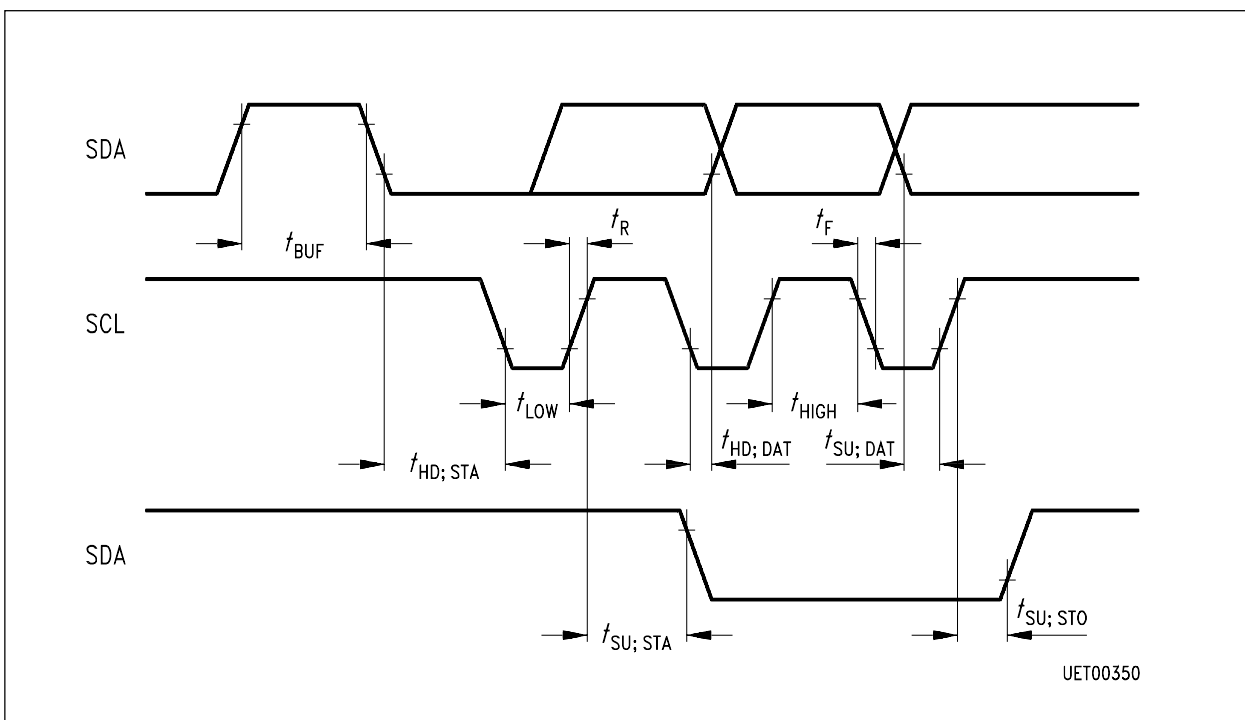 SDA
t_R
t_F
t_BUF
SCL
t_LOW
t_HIGH
t_HD; STA
t_HD; DAT
t_SU; DAT
SDA
t_SU; STA
t_SU; STO
UET00350